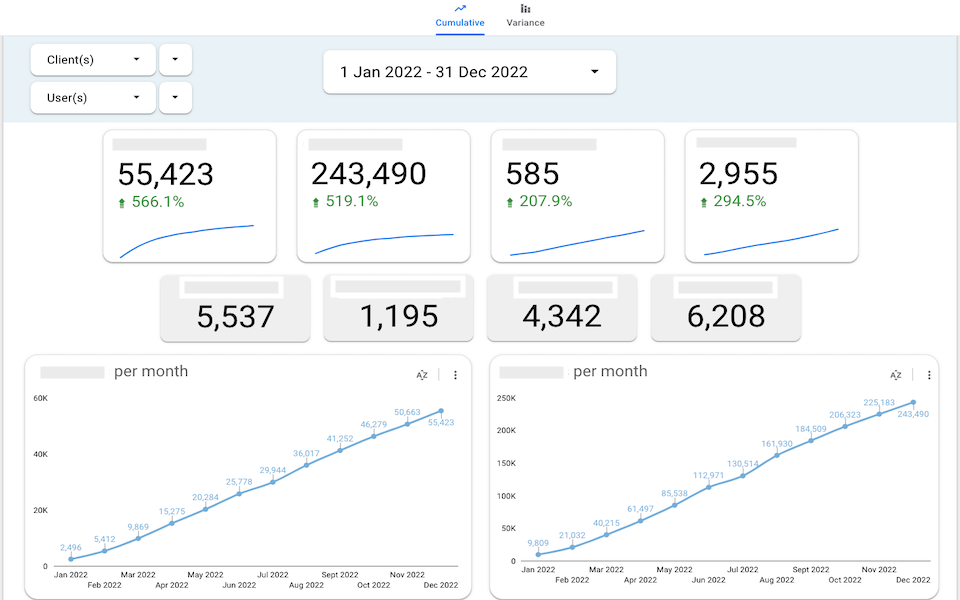 Cumulative
Variance
Client(s)
User(s)
1 Jan 2022 - 31 Dec 2022
55,423
566.1%
243,490
519.1%
585
207.9%
2,955
294.5%
5,537
1,195
4,342
6,208
per month
AZ
60K
40K
20K
0
2,496
5,412
9,869
15,275
20,284
25,778
29,944
36,017
41,252
46,279
50,663
55,423
Jan 2022
Feb 2022
Mar 2022
Apr 2022
May 2022
Jun 2022
Jul 2022
Aug 2022
Sept 2022
Oct 2022
Nov 2022
Dec 2022
per month
AZ
250K
200K
150K
100K
50K
0
9,809
21,032
40,215
61,497
85,538
112,971
130,514
161,930
184,509
206,323
225,183
243,490
Jan 2022
Feb 2022
Mar 2022
Apr 2022
May 2022
Jun 2022
Jul 2022
Aug 2022
Sept 2022
Oct 2022
Nov 2022
Dec 2022